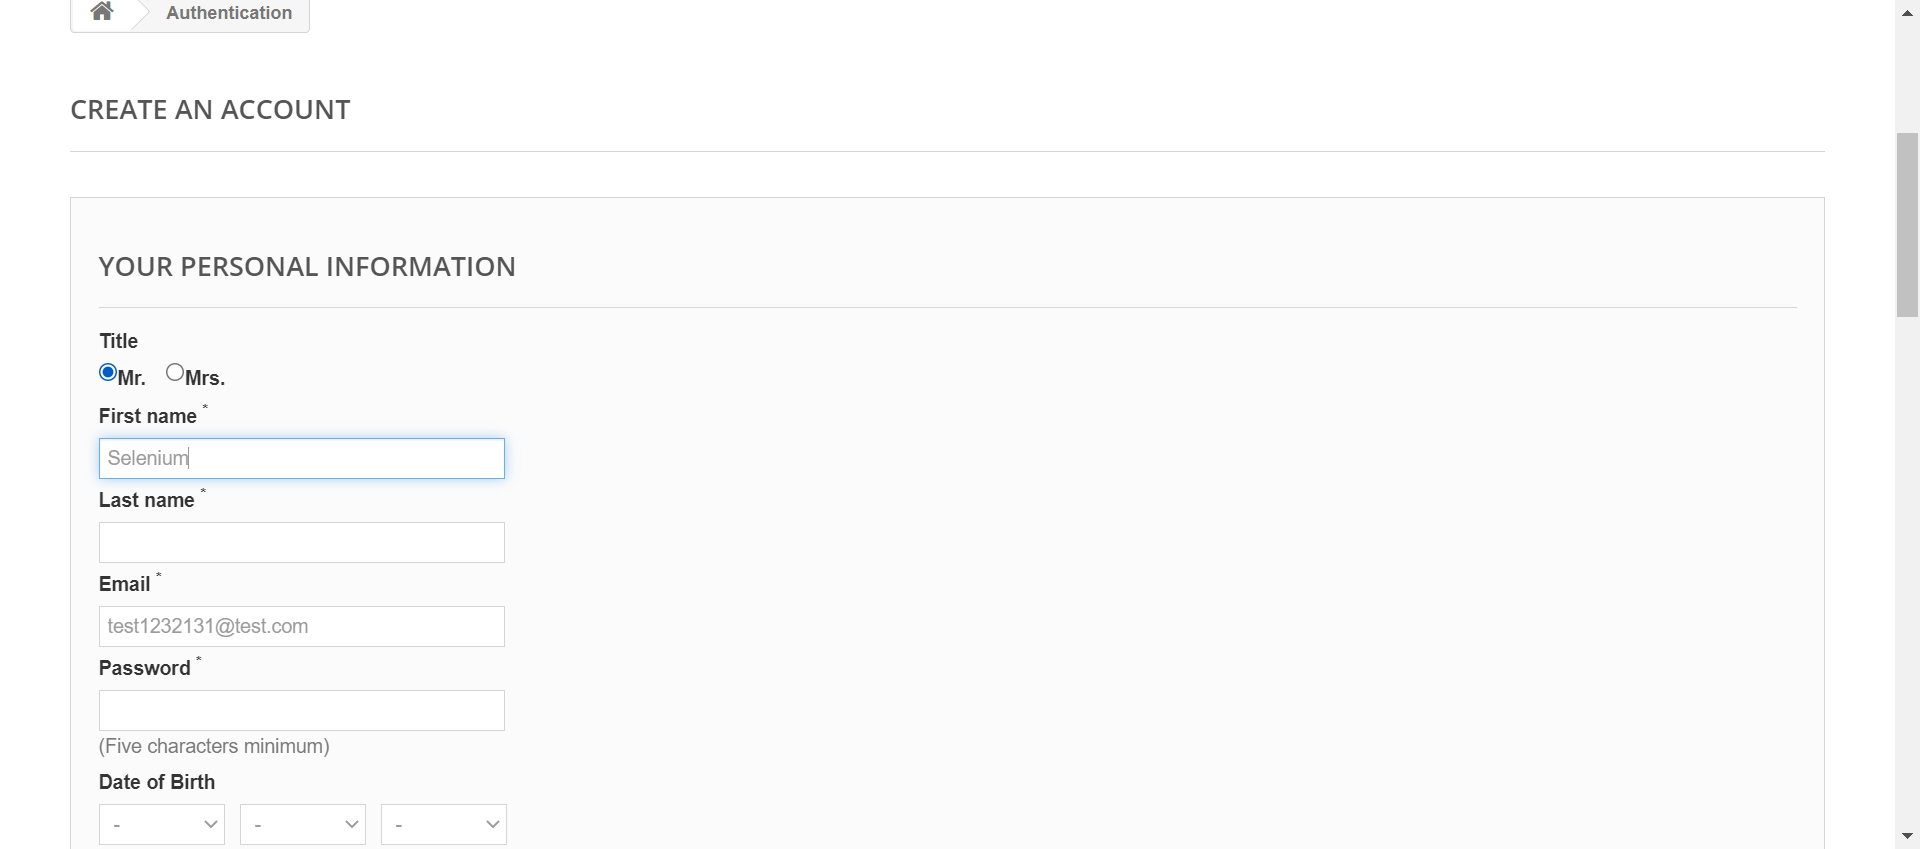 Authentication
CREATE AN ACCOUNT
YOUR PERSONAL INFORMATION
Title
Mr. Mrs.
First name *
Selenium
Last name *
Email *
test1232131@test.com
Password *
(Five characters minimum)
Date of Birth
- - -